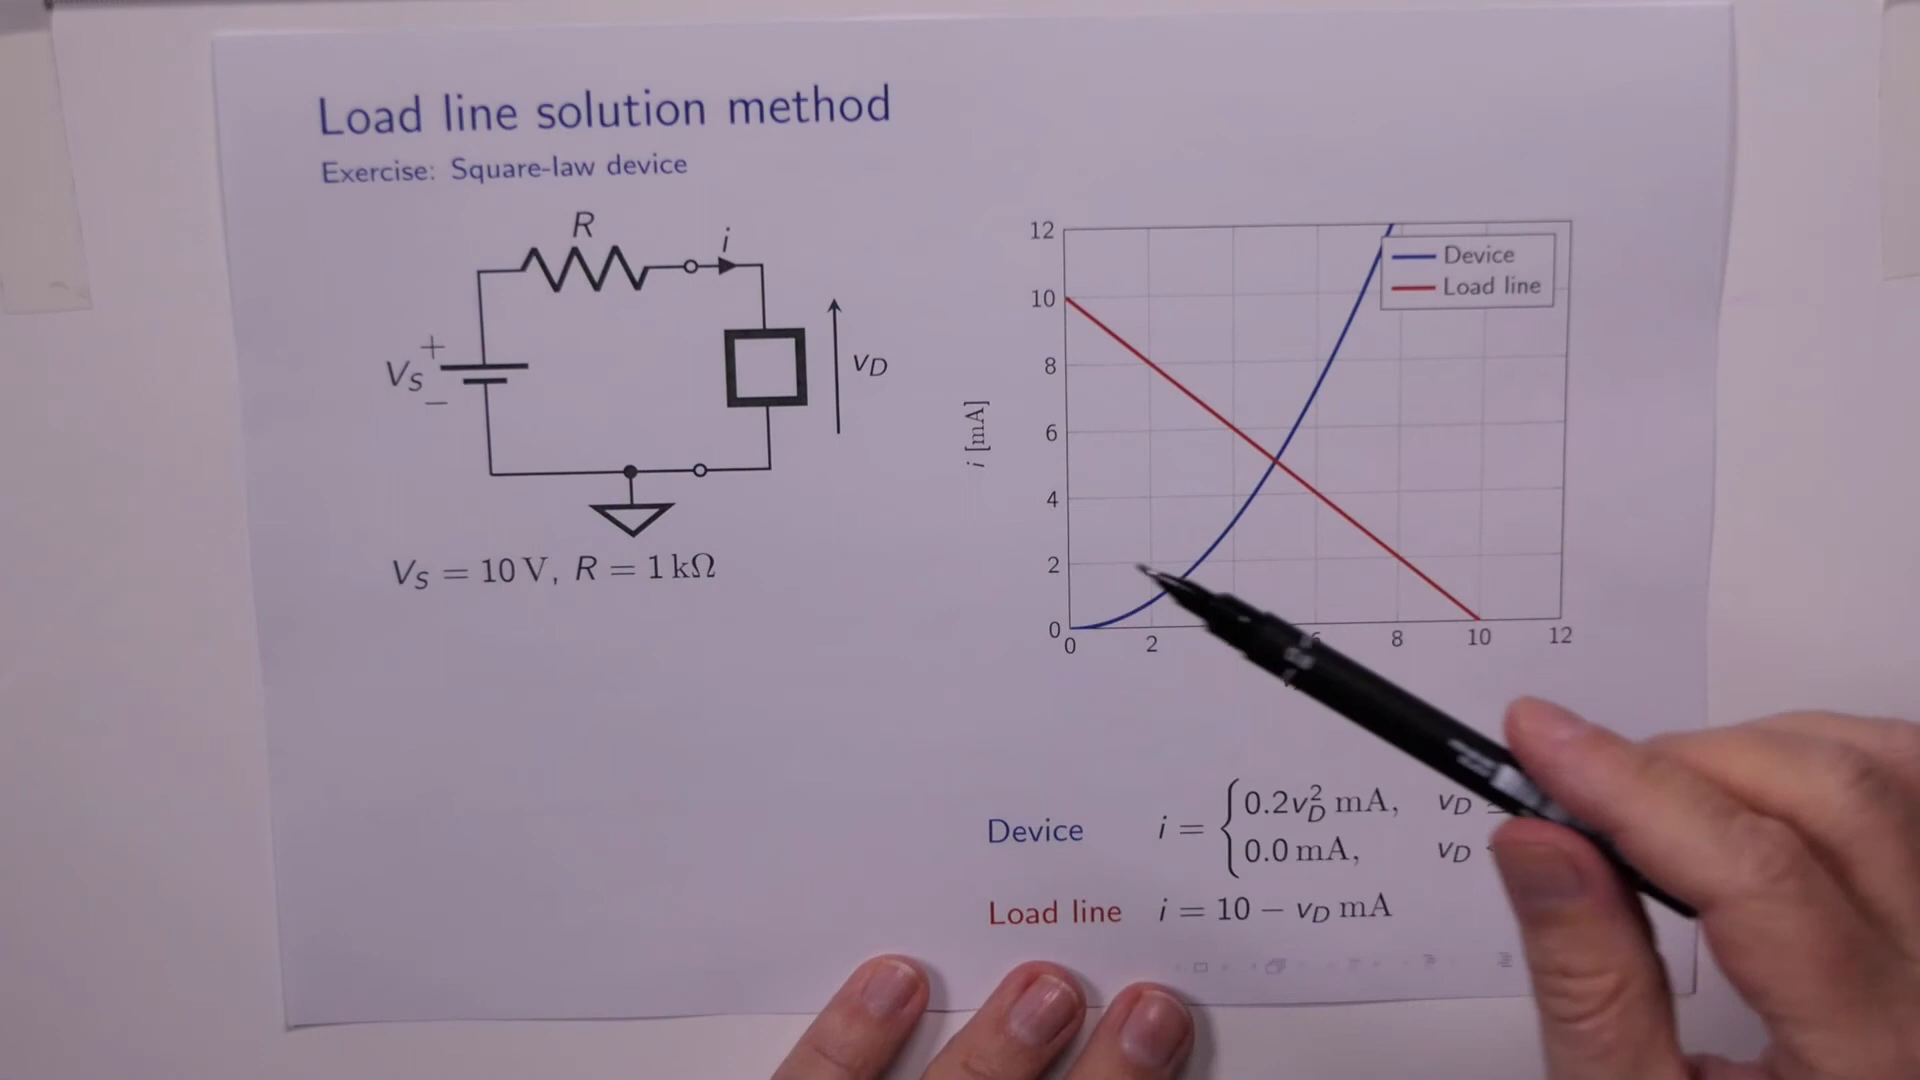 Load line solution method
Exercise: Square-law device
R
i
+
V_S
−
v_D
V_S = 10 V, R = 1 kΩ
12
10
8
6
4
2
0
i [mA]
Device
Load line
0 2 8 10 12
Device i = { 0.2v_D^2 mA, v_D
0.0 mA, v_D
Load line i = 10 − v_D mA